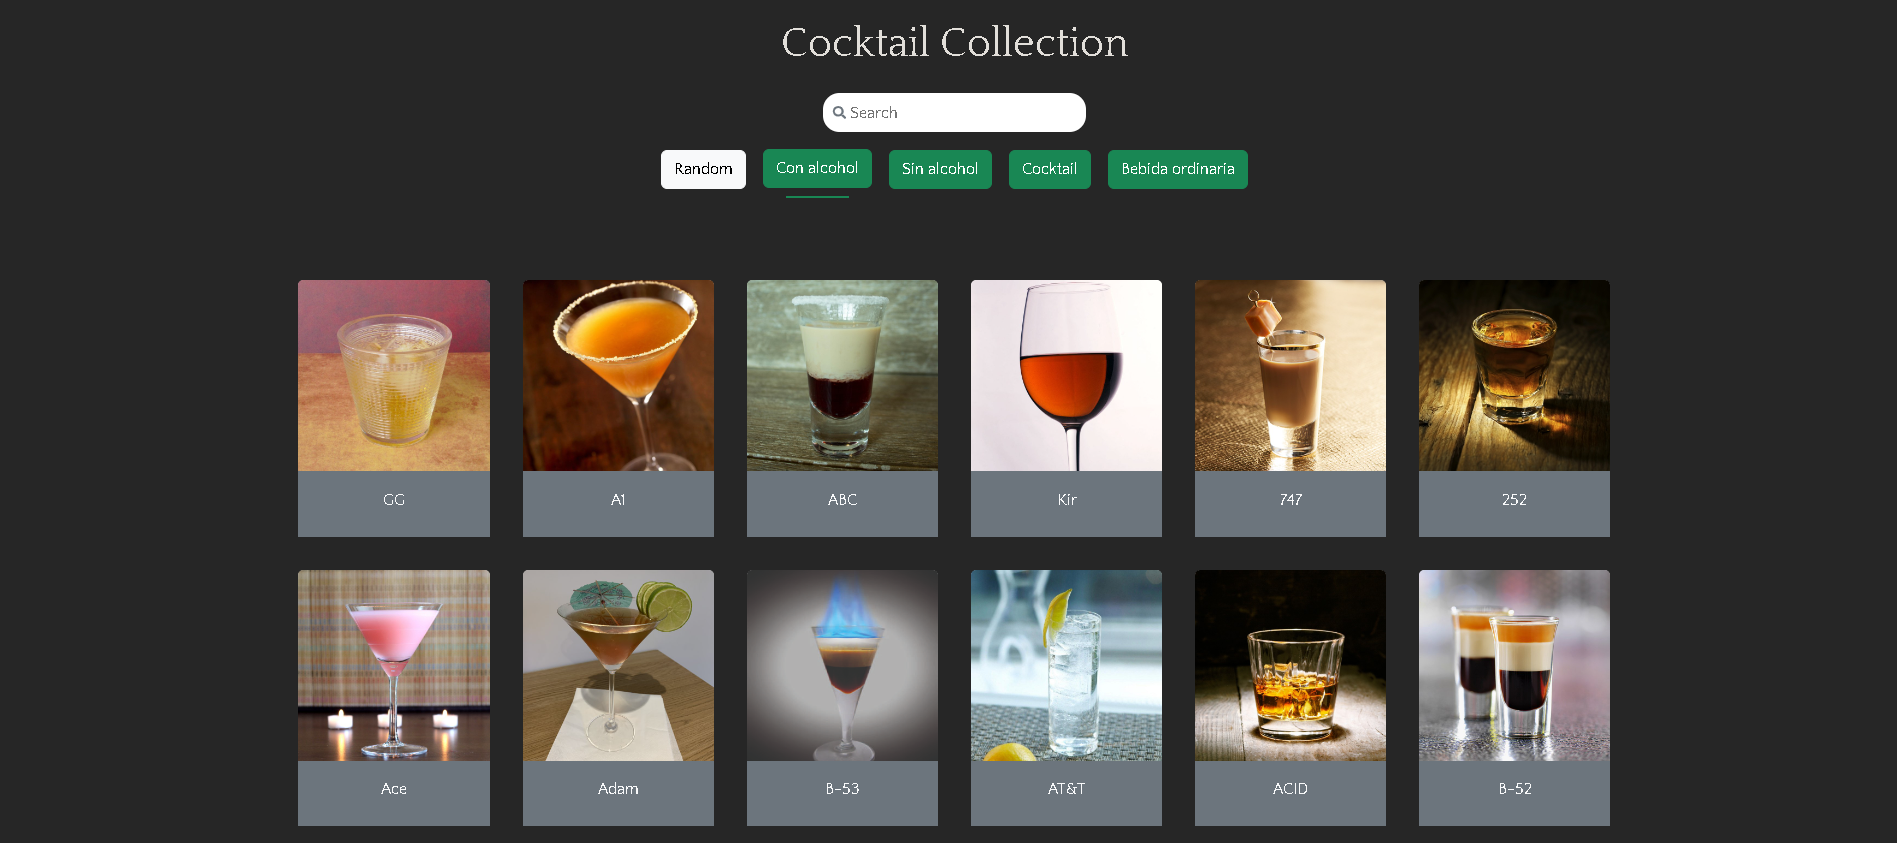 Cocktail Collection
Search
Random Con alcohol Sin alcohol Cocktail Bebida ordinaria
GG A1 ABC Kir 747 252
Ace Adam B-53 AT&T ACID B-52